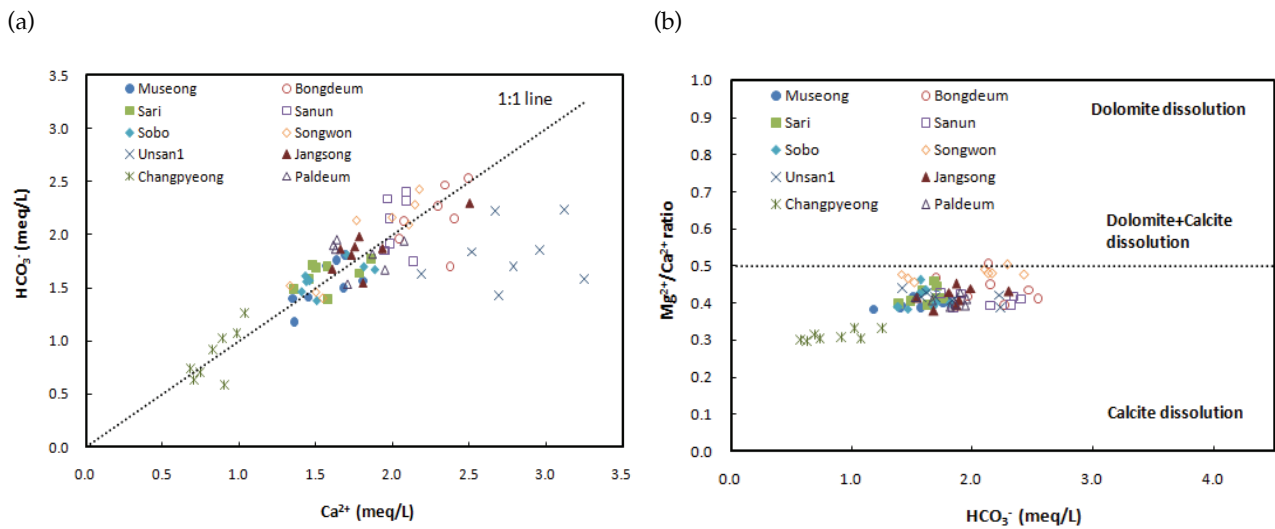 (a)
3.5
3.0
2.5
2.0
1.5
1.0
0.5
0.0
0.0 0.5 1.0 1.5 2.0 2.5 3.0 3.5
HCO₃⁻ (meq/L)
Ca²⁺ (meq/L)
Museong Bongdeum
Sari Sanun
Sobo Songwon
Unsan1 Jangsong
Changpyeong Paldeum
1:1 line
(b)
1.0
0.9
0.8
0.7
0.6
0.5
0.4
0.3
0.2
0.1
0.0
0.0 1.0 2.0 3.0 4.0
Mg²⁺/Ca²⁺ ratio
HCO₃⁻ (meq/L)
Museong Bongdeum
Sari Sanun
Sobo Songwon
Unsan1 Jangsong
Changpyeong Paldeum
Dolomite dissolution
Dolomite+Calcite
dissolution
Calcite dissolution